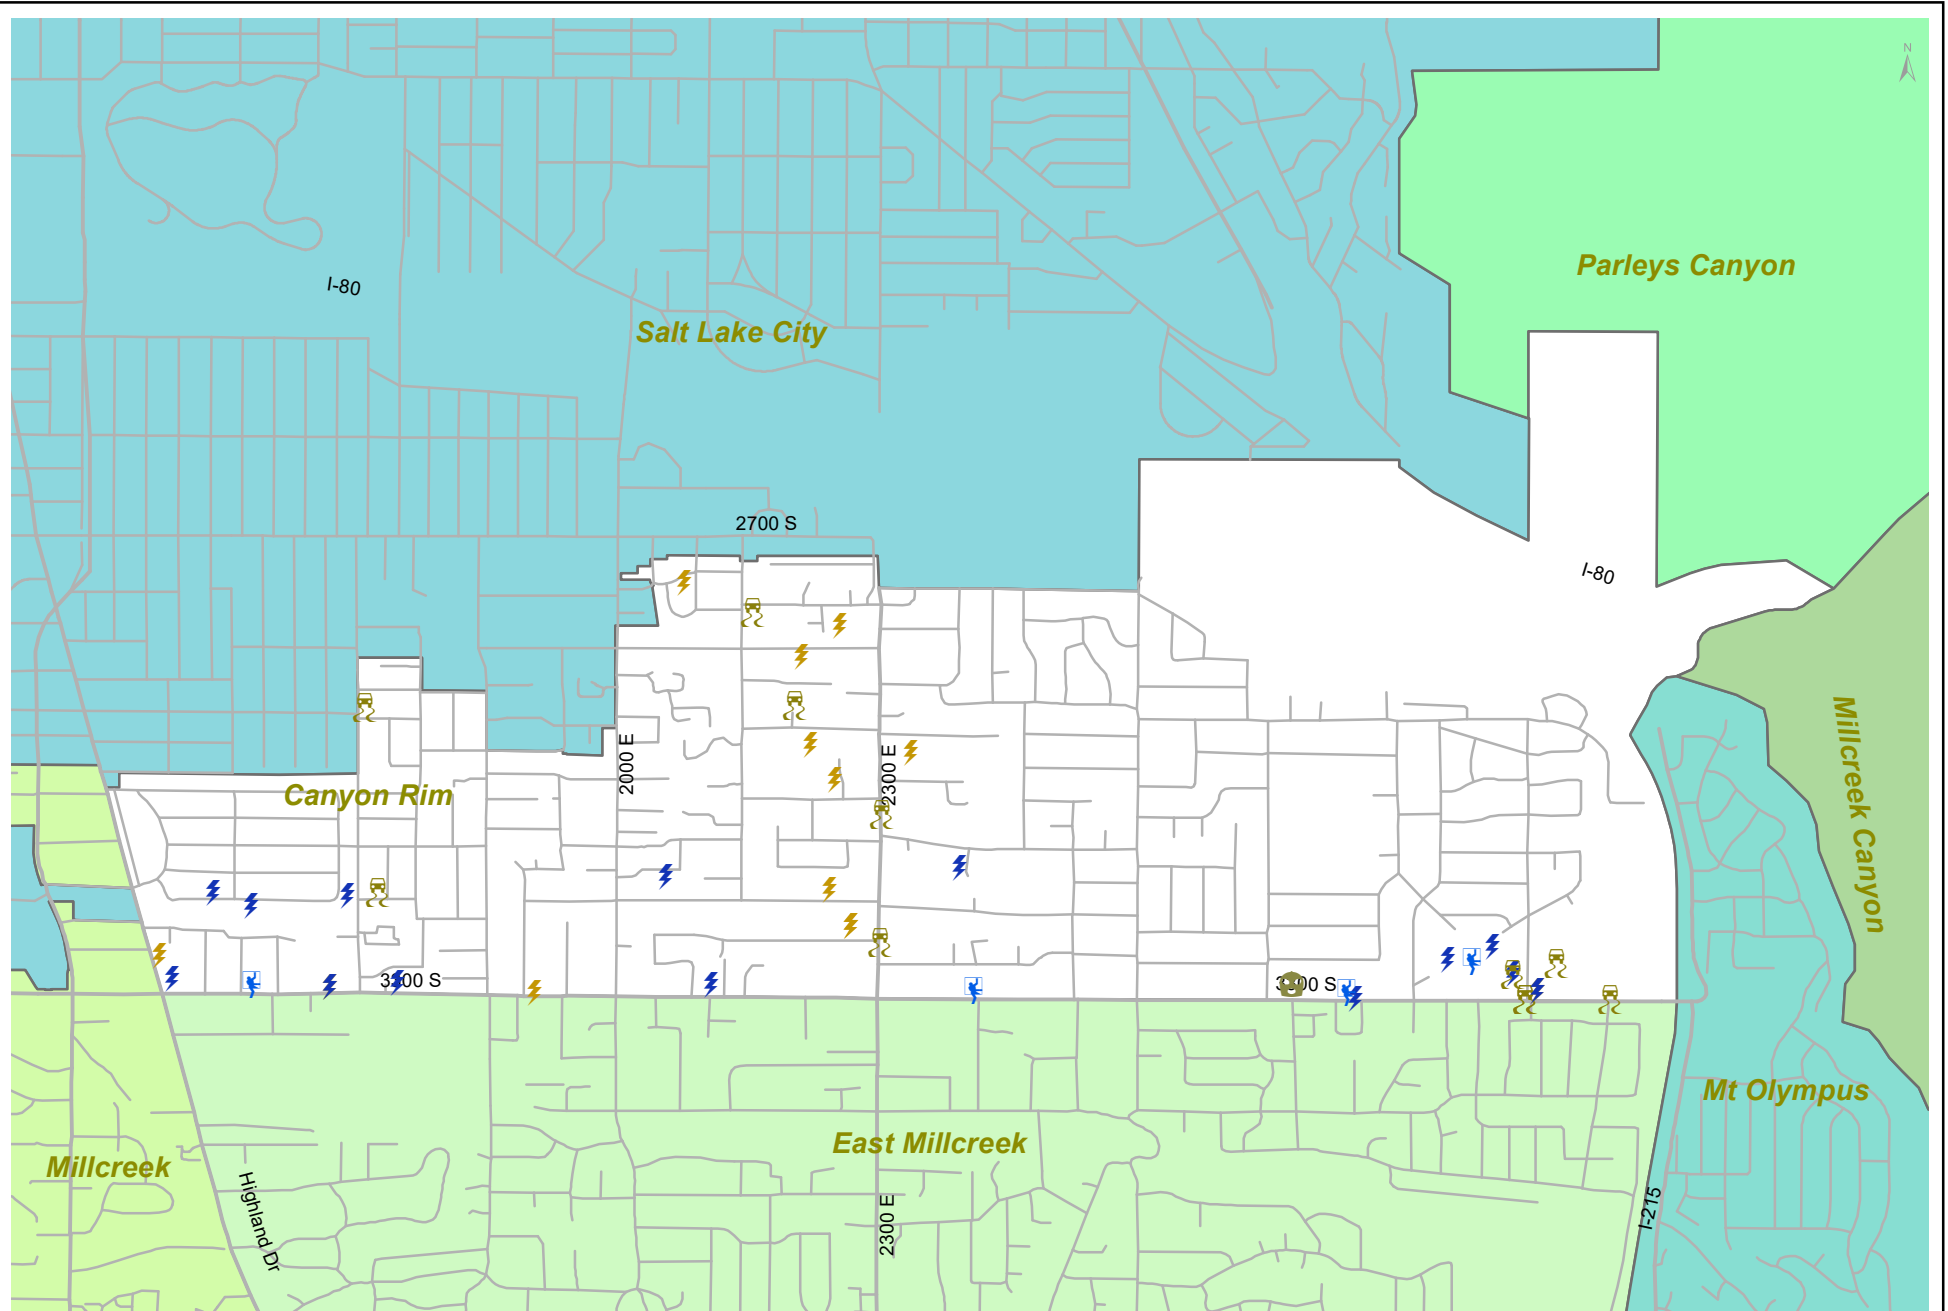 N
Parleys Canyon
I-80
Salt Lake City
2700 S
I-80
Millcreek Canyon
2000 E
2300 E
Canyon Rim
3300 S
Mt Olympus
East Millcreek
Millcreek
Highland Dr
2300 E
I-215